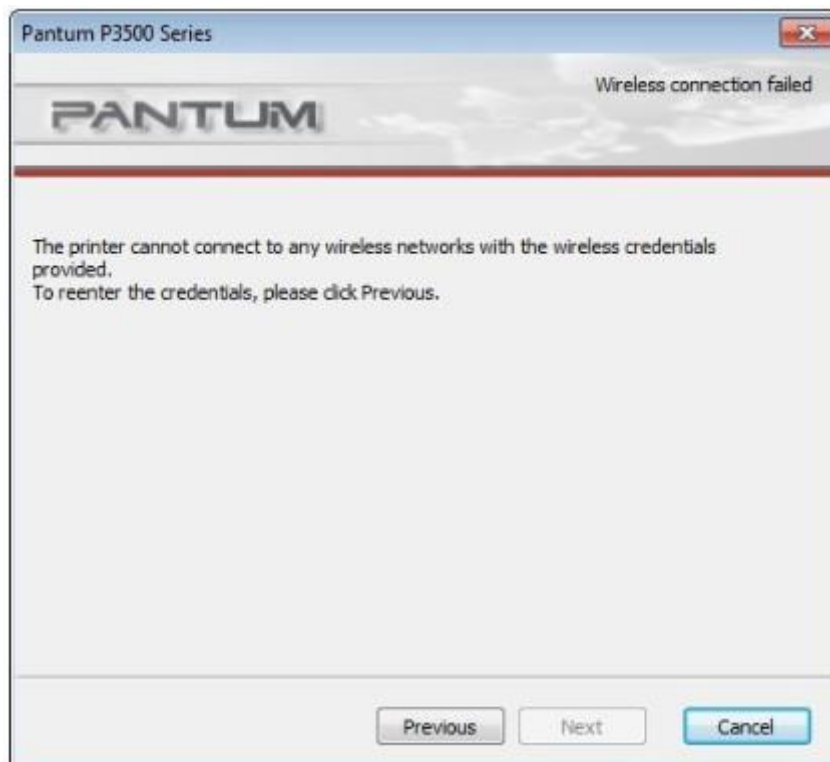 Pantum P3500 Series
Wireless connection failed
PANTUM
The printer cannot connect to any wireless networks with the wireless credentials
provided.
To reenter the credentials, please click Previous.
Previous
Next
Cancel